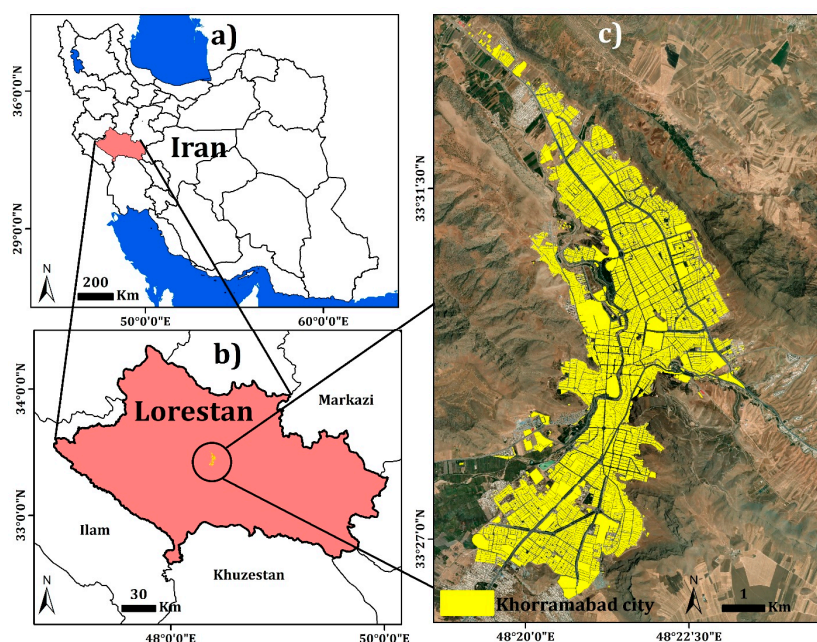 a)
Iran
36°0'0"N
29°0'0"N
N
200
Km
50°0'0"E
60°0'0"E
b)
Lorestan
Markazi
Ilam
Khuzestan
34°0'0"N
33°0'0"N
N
30
Km
48°0'0"E
50°0'0"E
c)
33°31'30"N
33°27'0"N
Khorramabad city
N
1
Km
48°20'0"E
48°22'30"E